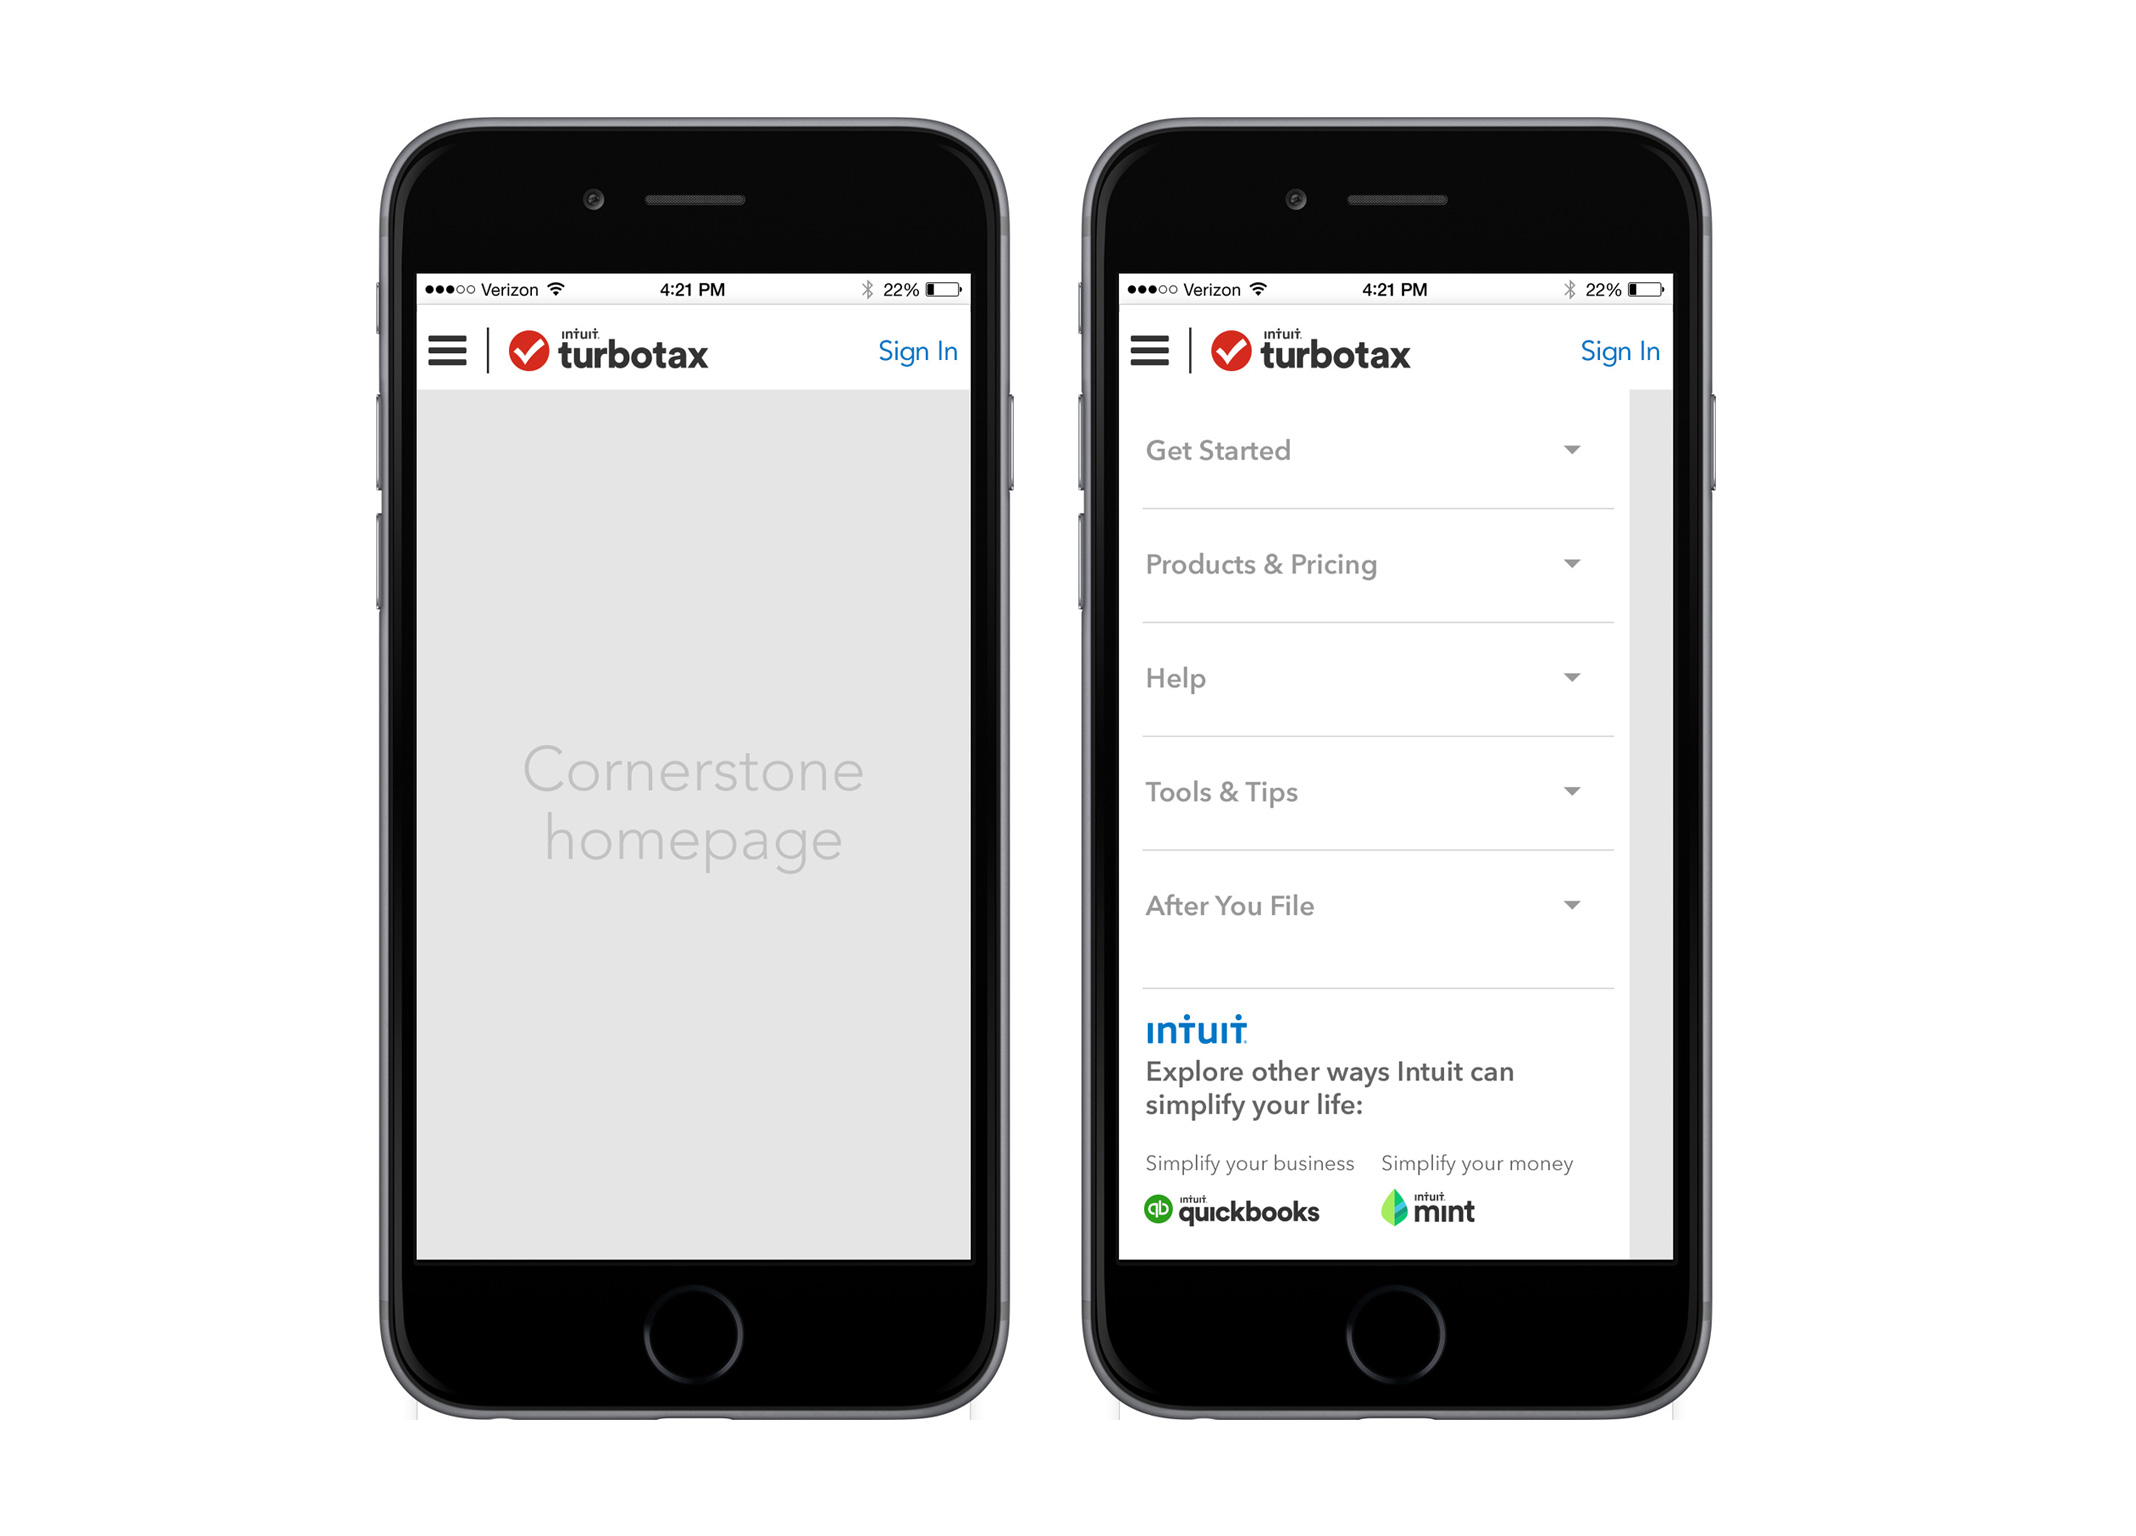 Verizon 4:21 PM 22%
intuit.
turbotax
Sign In
Cornerstone
homepage
Verizon 4:21 PM 22%
intuit.
turbotax
Sign In
Get Started
Products & Pricing
Help
Tools & Tips
After You File
intuit.
Explore other ways Intuit can
simplify your life:
Simplify your business
intuit.
qb quickbooks
Simplify your money
intuit.
mint